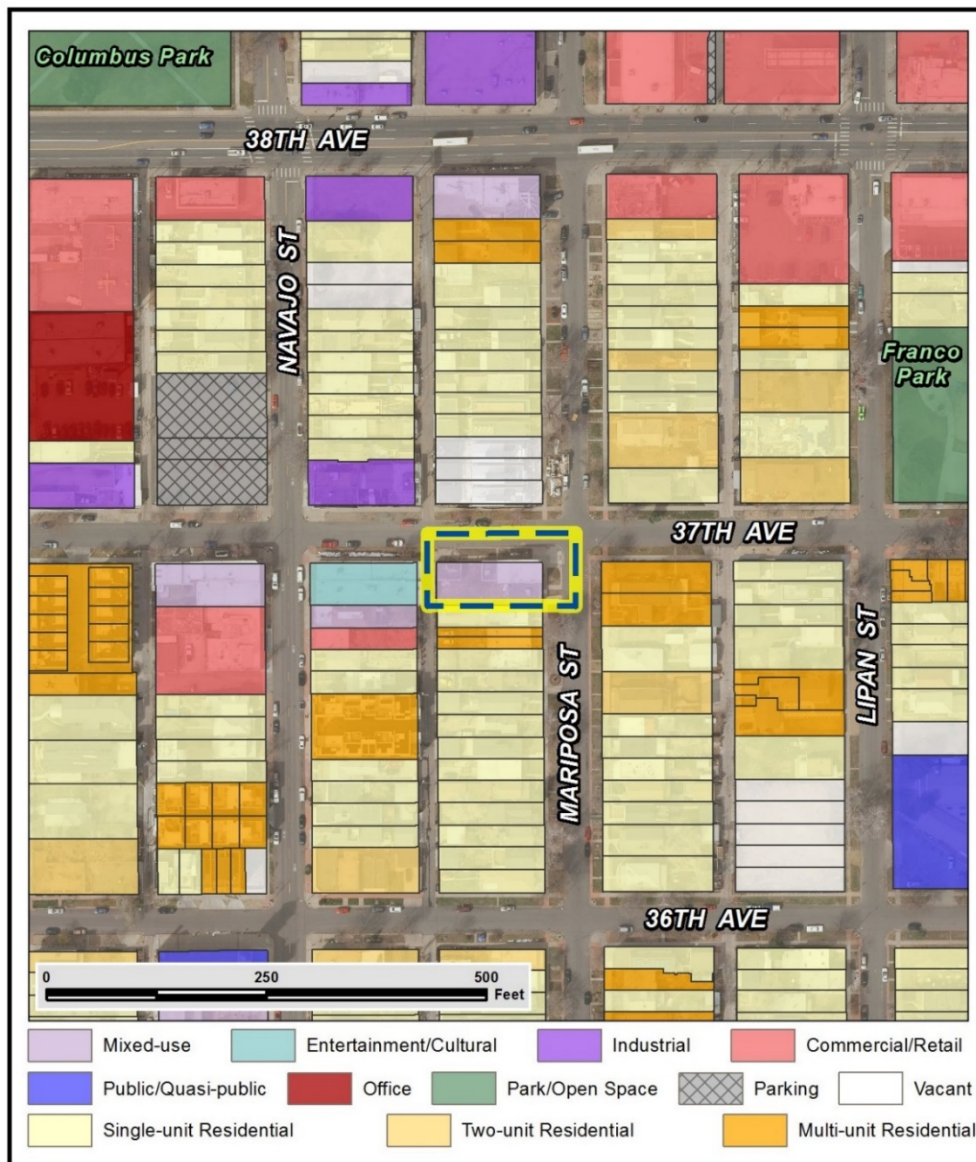 Columbus Park
38TH AVE
NAVAJO ST
Franco
Park
37TH AVE
MARIPOSA ST
LIPAN ST
36TH AVE
0 250 500
Feet
Mixed-use Entertainment/Cultural Industrial Commercial/Retail
Public/Quasi-public Office Park/Open Space Parking Vacant
Single-unit Residential Two-unit Residential Multi-unit Residential